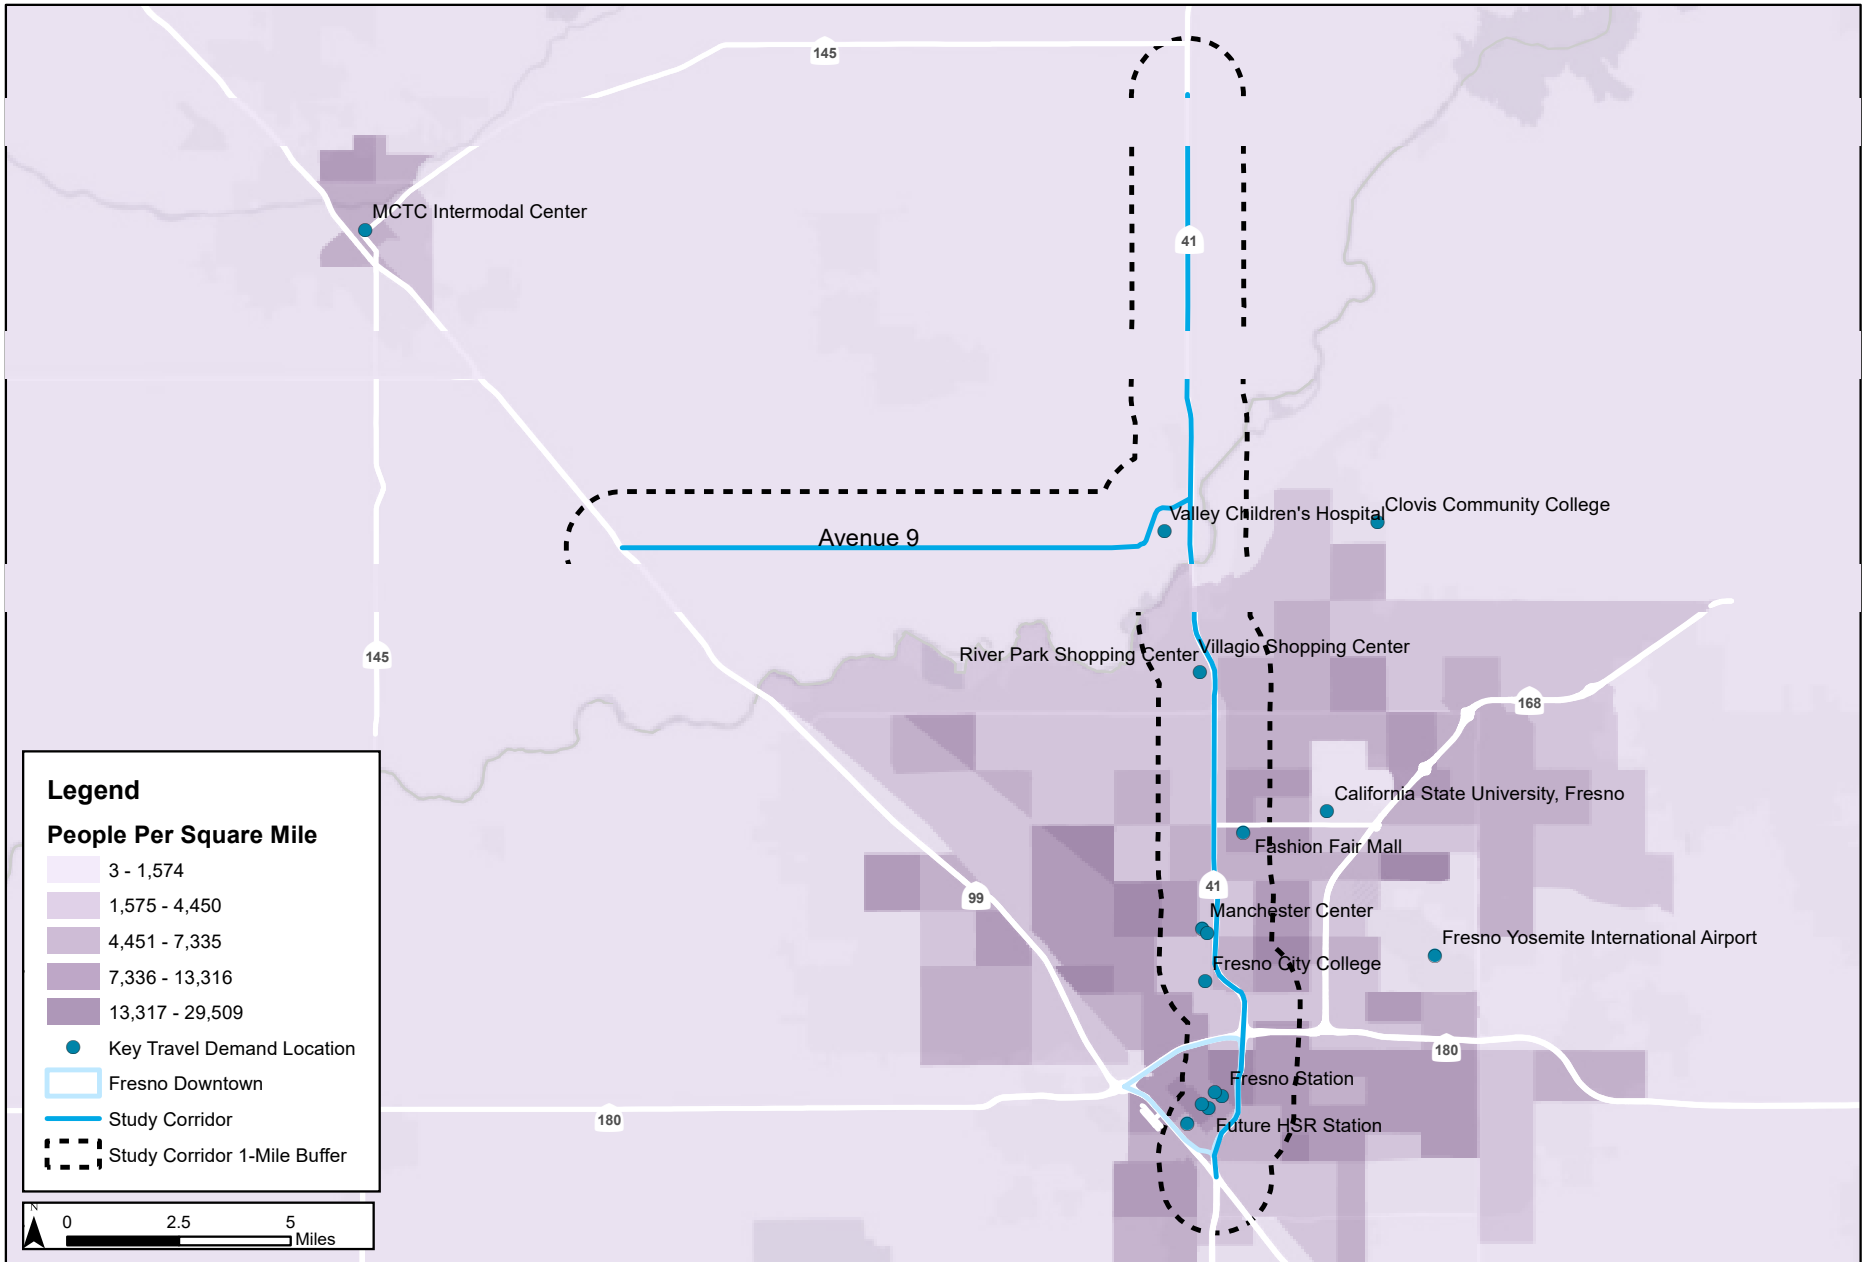 145
MCTC Intermodal Center
41
Clovis Community College
Valley Children's Hospital
Avenue 9
Villagio Shopping Center
River Park Shopping Center
145
168
California State University, Fresno
Fashion Fair Mall
41
99
Manchester Center
Fresno Yosemite International Airport
Fresno City College
180
Fresno Station
180
Future HSR Station
Legend
People Per Square Mile
3 - 1,574
1,575 - 4,450
4,451 - 7,335
7,336 - 13,316
13,317 - 29,509
Key Travel Demand Location
Fresno Downtown
Study Corridor
Study Corridor 1-Mile Buffer
N
0 2.5 5
Miles